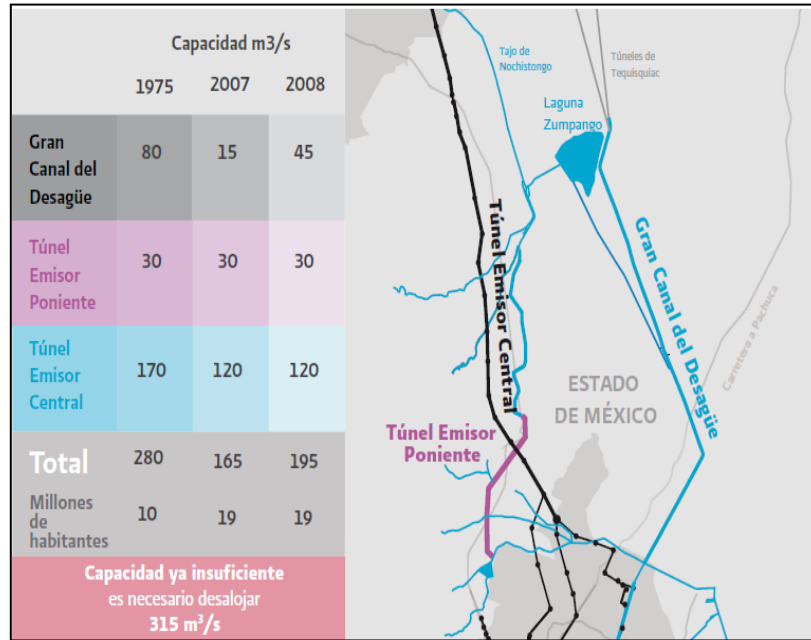 Capacidad m3/s
1975 2007 2008
Gran
Canal del
Desagüe
80 15 45
Túnel
Emisor
Poniente
30 30 30
Túnel
Emisor
Central
170 120 120
Total 280 165 195
Millones
de
habitantes
10 19 19
Capacidad ya insuficiente
es necesario desalojar
315 m³/s
Tajo de
Nochistongo
Túneles de
Tequisquiac
Laguna
Zumpango
Túnel Emisor Central
Gran Canal del Desagüe
Carretera a Pachuca
ESTADO
DE MÉXICO
Túnel Emisor
Poniente